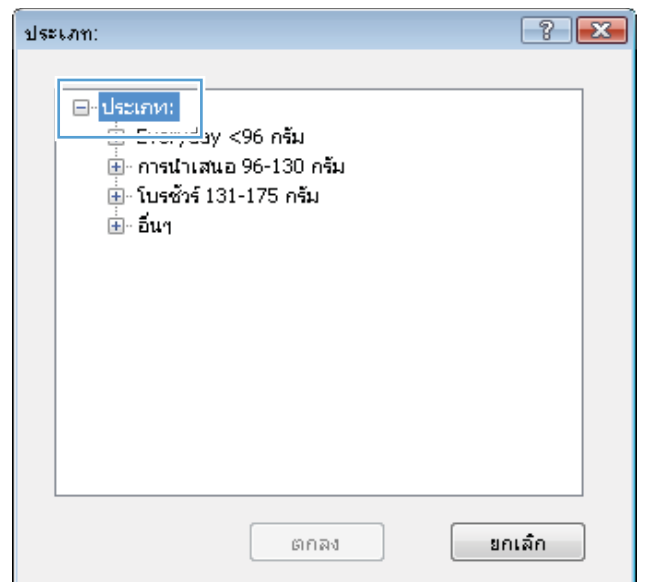 ประเภท:
ประเภท:
Everyday <96 กรัม
การนำเสนอ 96-130 กรัม
โบรชัวร์ 131-175 กรัม
อื่นๆ
ตกลง
ยกเลิก